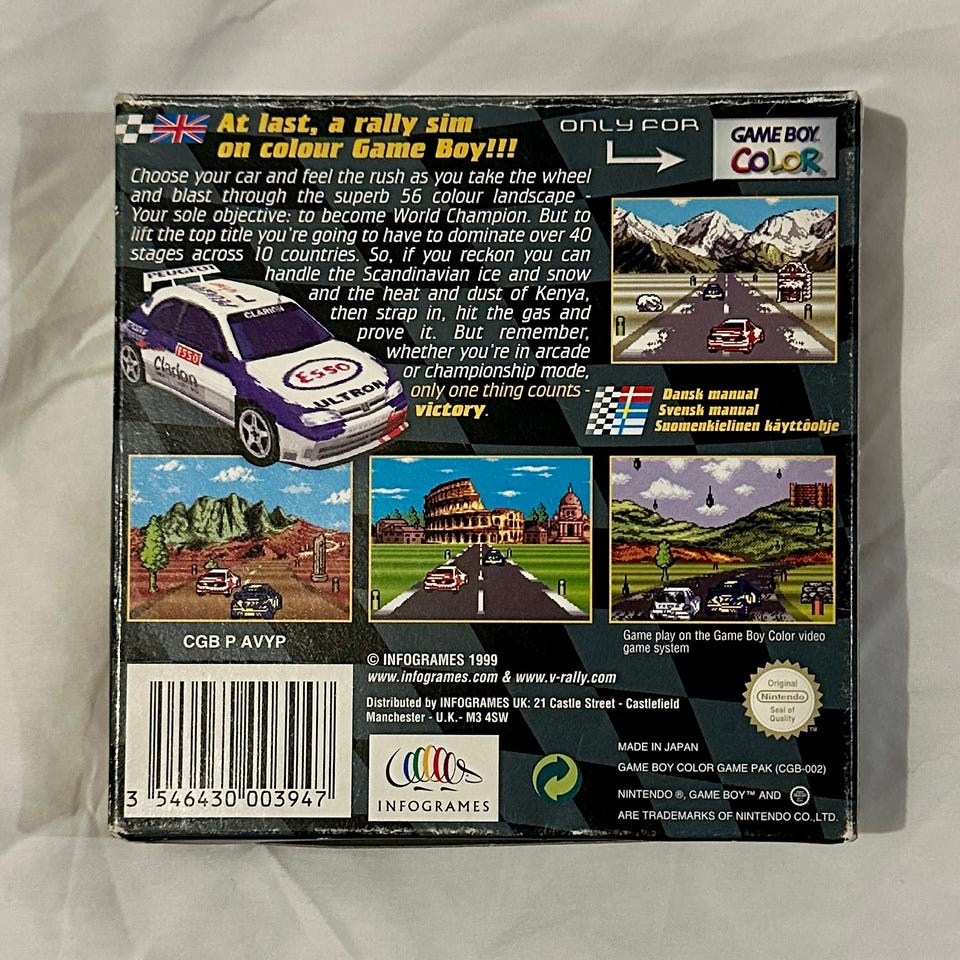 At last, a rally sim
on colour Game Boy!!!
ONLY FOR
GAME BOY
COLOR
Choose your car and feel the rush as you take the wheel
and blast through the superb 56 colour landscape -
Your sole objective: to become World Champion. But to
lift the top title you're going to have to dominate over 40
stages across 10 countries. So, if you reckon you can
handle the Scandinavian ice and snow
and the heat and dust of Kenya,
then strap in, hit the gas and
prove it. But remember,
whether you're in arcade
or championship mode,
only one thing counts -
victory.
PEUGEOT
CLARION
ESSO
Clarion
ESSO
ULTRON
Dansk manual
Svensk manual
Suomenkielinen käyttöohje
CGB P AVYP
Game play on the Game Boy Color video
game system
© INFOGRAMES 1999
www.infogrames.com & www.v-rally.com
Distributed by INFOGRAMES UK: 21 Castle Street - Castlefield
Manchester - U.K.- M3 4SW
Original
Nintendo
Seal of
Quality
TM
3 546430 003947
INFOGRAMES
MADE IN JAPAN
GAME BOY COLOR GAME PAK (CGB-002)
NINTENDO ®, GAME BOY™ AND
ARE TRADEMARKS OF NINTENDO CO.,LTD.